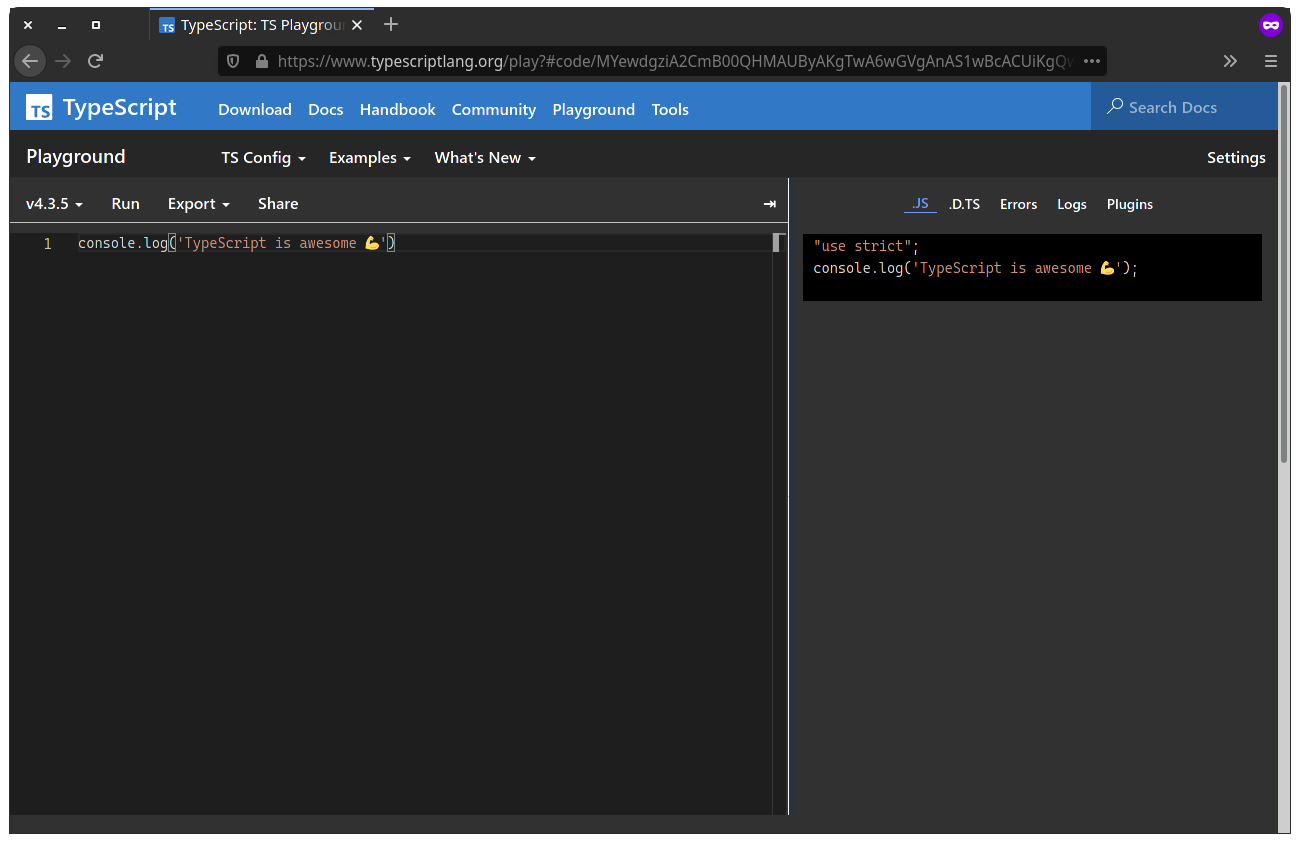 TS TypeScript: TS Playgrou
https://www.typescriptlang.org/play?#code/MYewdgziA2CmB00QHMAUByAKgTwA6wGVgAnAS1wBcACUiKgQ
TS TypeScript Download Docs Handbook Community Playground Tools Search Docs
Playground TS Config Examples What's New Settings
v4.3.5 Run Export Share
.JS .D.TS Errors Logs Plugins
1 console.log('TypeScript is awesome 💪')
"use strict";
console.log('TypeScript is awesome 💪');